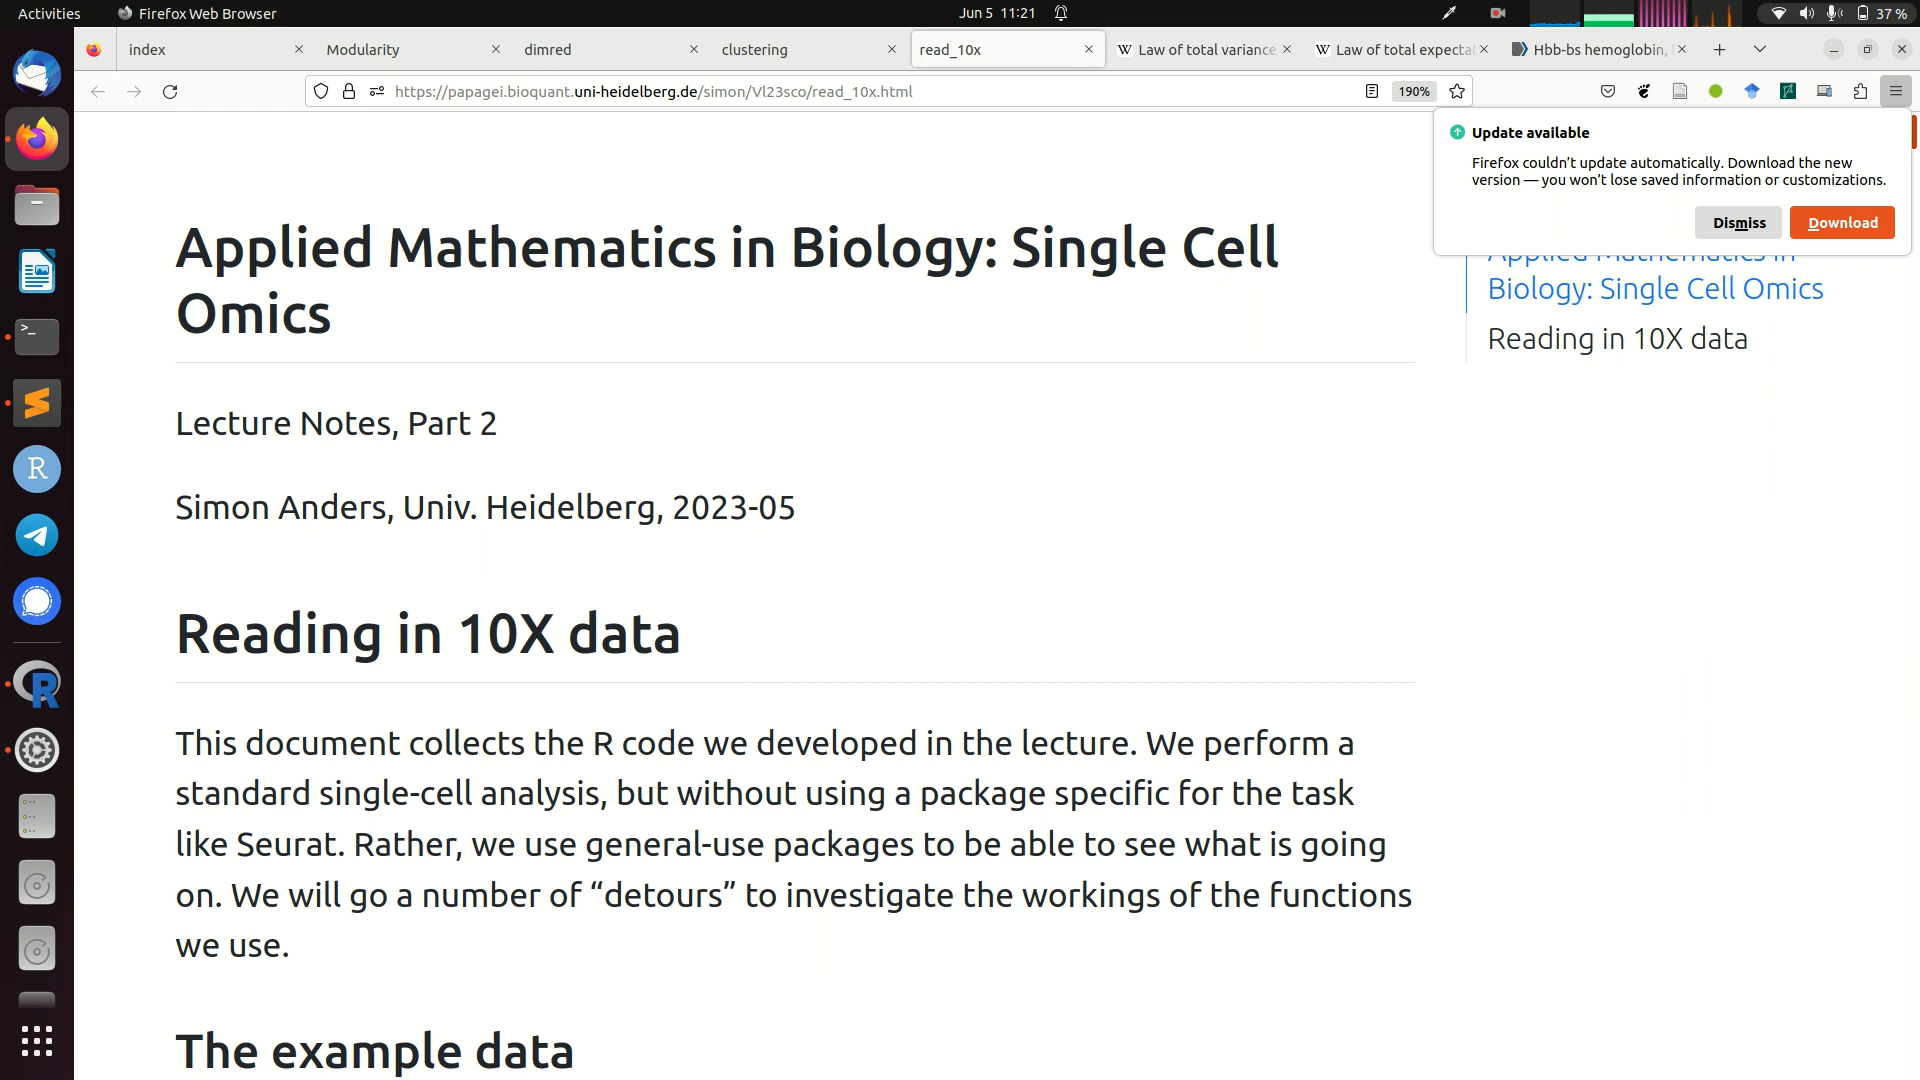 Activities
Firefox Web Browser
Jun 5 11:21
37 %
index
Modularity
dimred
clustering
read_10x
W Law of total variance
W Law of total expecta
Hbb-bs hemoglobin,
https://papagei.bioquant.uni-heidelberg.de/simon/Vl23sco/read_10x.html
190%
Update available
Firefox couldn't update automatically. Download the new
version — you won't lose saved information or customizations.
Dismiss
Download
Applied Mathematics in
Biology: Single Cell Omics
Reading in 10X data
Applied Mathematics in Biology: Single Cell
Omics
Lecture Notes, Part 2
Simon Anders, Univ. Heidelberg, 2023-05
Reading in 10X data
This document collects the R code we developed in the lecture. We perform a
standard single-cell analysis, but without using a package specific for the task
like Seurat. Rather, we use general-use packages to be able to see what is going
on. We will go a number of “detours” to investigate the workings of the functions
we use.
The example data